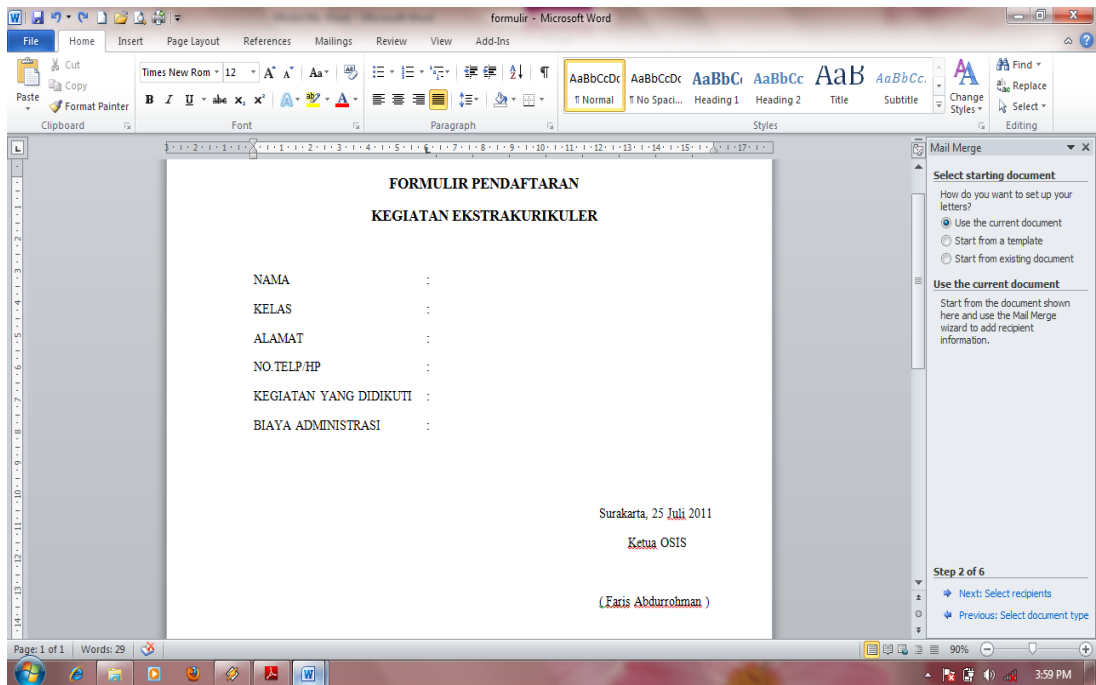 formulir - Microsoft Word
File Home Insert Page Layout References Mailings Review View Add-Ins
Paste
Cut
Copy
Format Painter
Clipboard
Times New Rom 12
Font
Paragraph
AaBbCcDc AaBbCcDc AaBbC AaBbCc AaB AaBbCc.
¶ Normal ¶ No Spaci... Heading 1 Heading 2 Title Subtitle
Change Styles
Styles
Find
Replace
Select
Editing
FORMULIR PENDAFTARAN
KEGIATAN EKSTRAKURIKULER
NAMA :
KELAS :
ALAMAT :
NO.TELP/HP :
KEGIATAN YANG DIDIKUTI :
BIAYA ADMINISTRASI :
Surakarta, 25 Juli 2011
Ketua OSIS
( Faris Abdurrohman )
Mail Merge
Select starting document
How do you want to set up your
letters?
Use the current document
Start from a template
Start from existing document
Use the current document
Start from the document shown
here and use the Mail Merge
wizard to add recipient
information.
Step 2 of 6
Next: Select recipients
Previous: Select document type
Page: 1 of 1 Words: 29 90%
3:59 PM